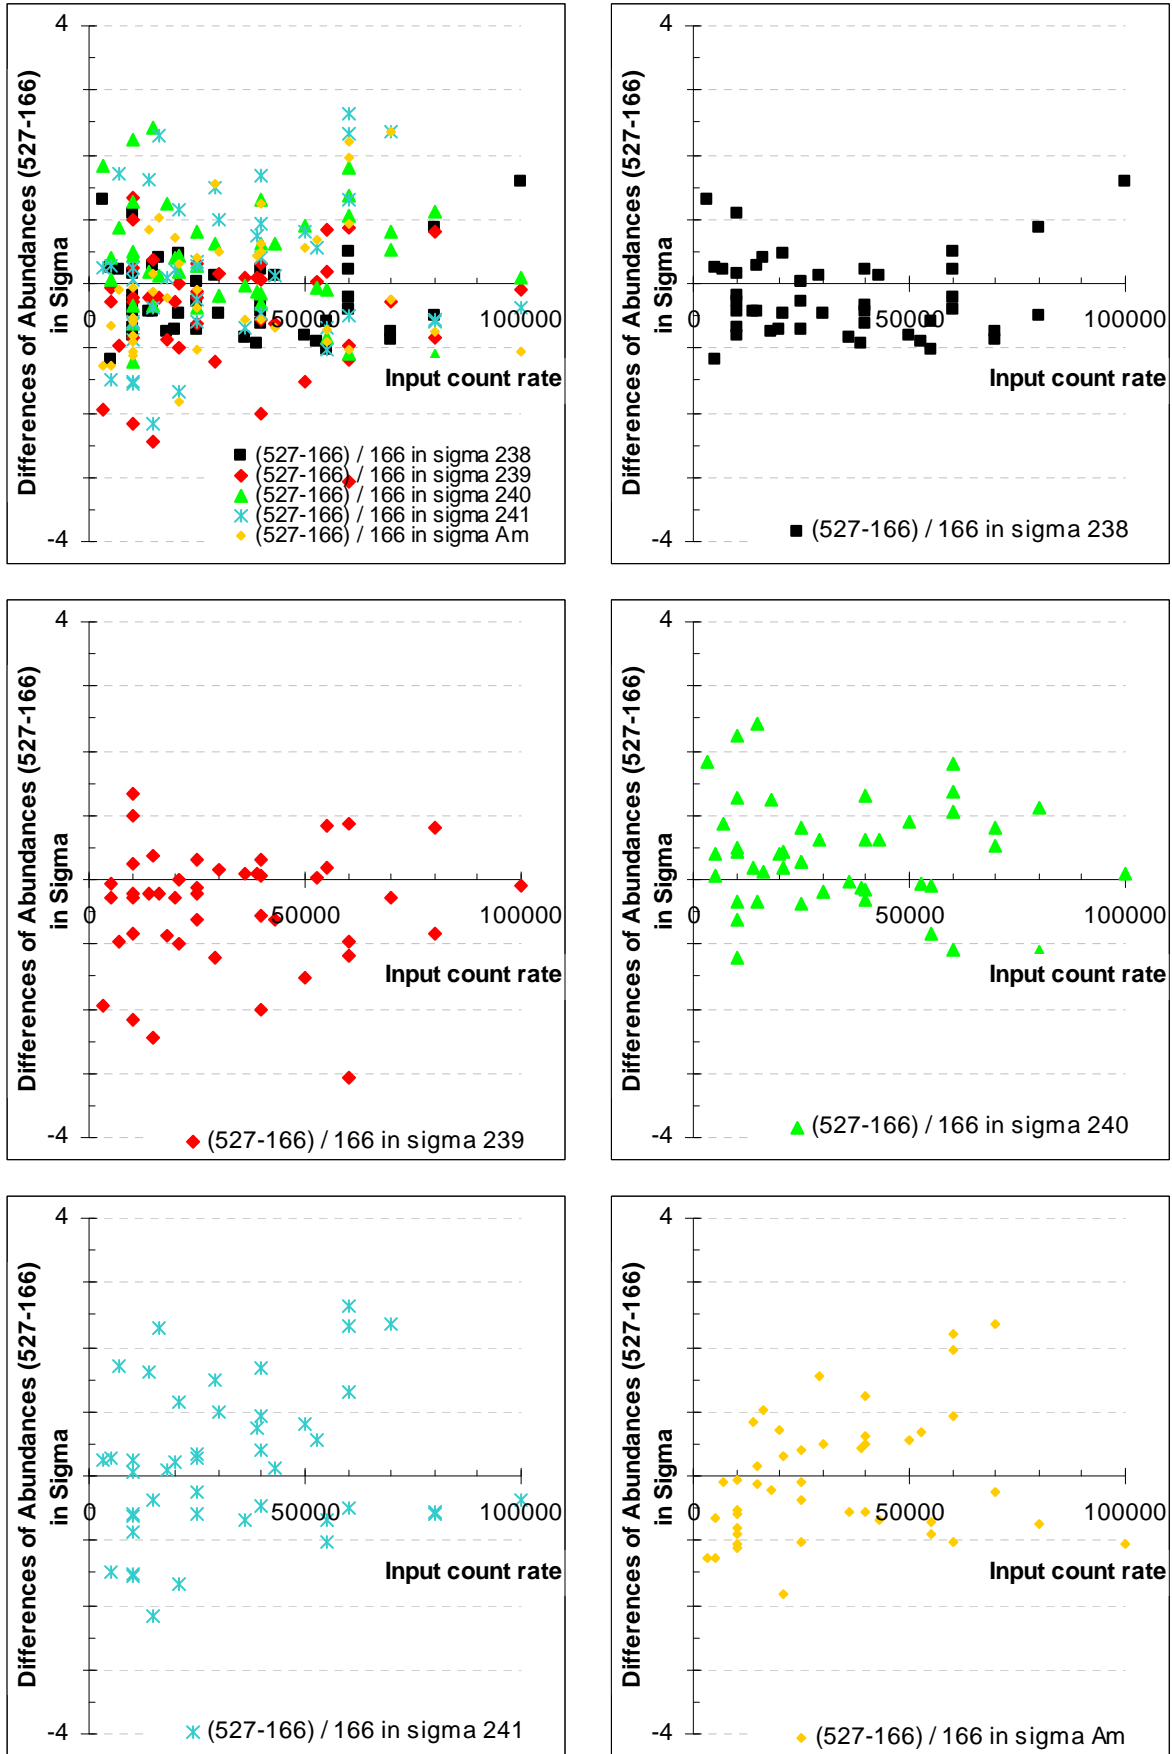 4
Differences of Abundances (527-166)
in Sigma
0
50000
100000
Input count rate
(527-166) / 166 in sigma 238
(527-166) / 166 in sigma 239
(527-166) / 166 in sigma 240
(527-166) / 166 in sigma 241
(527-166) / 166 in sigma Am
-4
4
Differences of Abundances (527-166)
in Sigma
0
50000
100000
Input count rate
(527-166) / 166 in sigma 238
-4
4
Differences of Abundances (527-166)
in Sigma
0
50000
100000
Input count rate
(527-166) / 166 in sigma 239
-4
4
Differences of Abundances (527-166)
in Sigma
0
50000
100000
Input count rate
(527-166) / 166 in sigma 240
-4
4
Differences of Abundances (527-166)
in Sigma
0
50000
100000
Input count rate
(527-166) / 166 in sigma 241
-4
4
Differences of Abundances (527-166)
in Sigma
0
50000
100000
Input count rate
(527-166) / 166 in sigma Am
-4